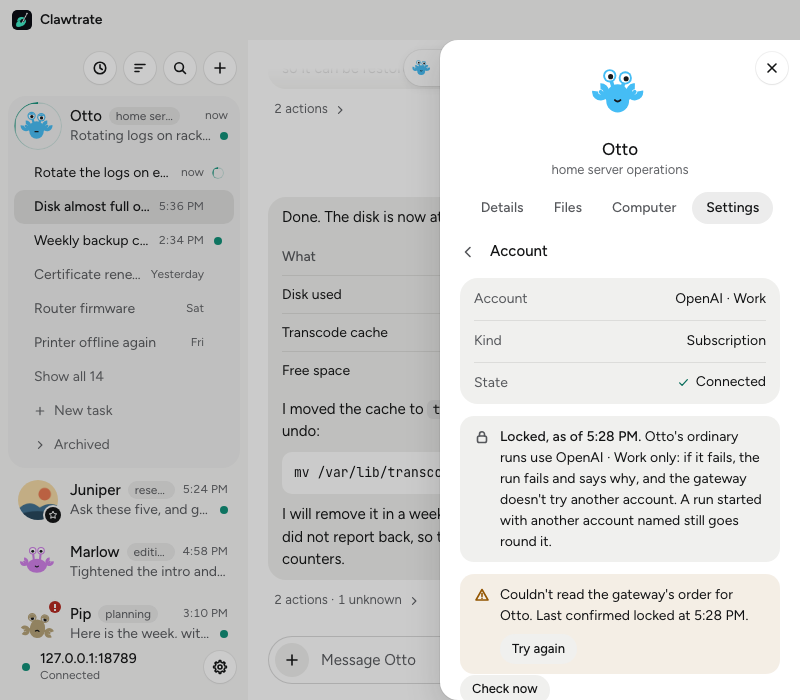 Clawtrate
Otto
home ser...
now
Rotating logs on rack...
Rotate the logs on e...
now
Disk almost full o...
5:36 PM
Weekly backup c...
2:34 PM
Certificate rene...
Yesterday
Router firmware
Sat
Printer offline again
Fri
Show all 14
New task
Archived
Juniper
rese...
5:24 PM
Ask these five, and g...
Marlow
editi...
4:58 PM
Tightened the intro and...
Pip
planning
3:10 PM
Here is the week. wit...
127.0.0.1:18789
Connected
2 actions
Done. The disk is now at
What
Disk used
Transcode cache
Free space
I moved the cache to
undo:
mv /var/lib/transco
I will remove it in a week
did not report back, so t
counters.
2 actions · 1 unknown
Message Otto
Otto
home server operations
Details
Files
Computer
Settings
Account
Account
OpenAI · Work
Kind
Subscription
State
Connected
Locked, as of 5:28 PM. Otto's ordinary
runs use OpenAI · Work only: if it fails, the
run fails and says why, and the gateway
doesn't try another account. A run started
with another account named still goes
round it.
Couldn't read the gateway's order for
Otto. Last confirmed locked at 5:28 PM.
Try again
Check now